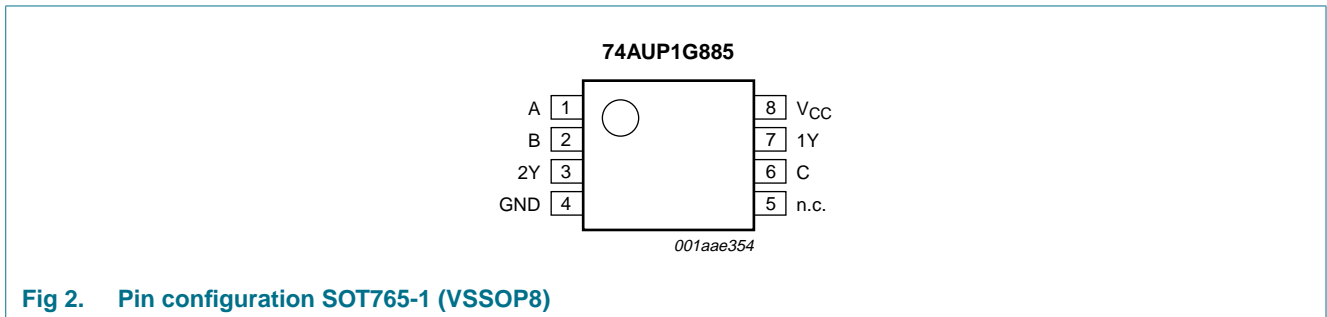 74AUP1G885
A 1 8 VCC
B 2 7 1Y
2Y 3 6 C
GND 4 5 n.c.
001aae354
Fig 2. Pin configuration SOT765-1 (VSSOP8)